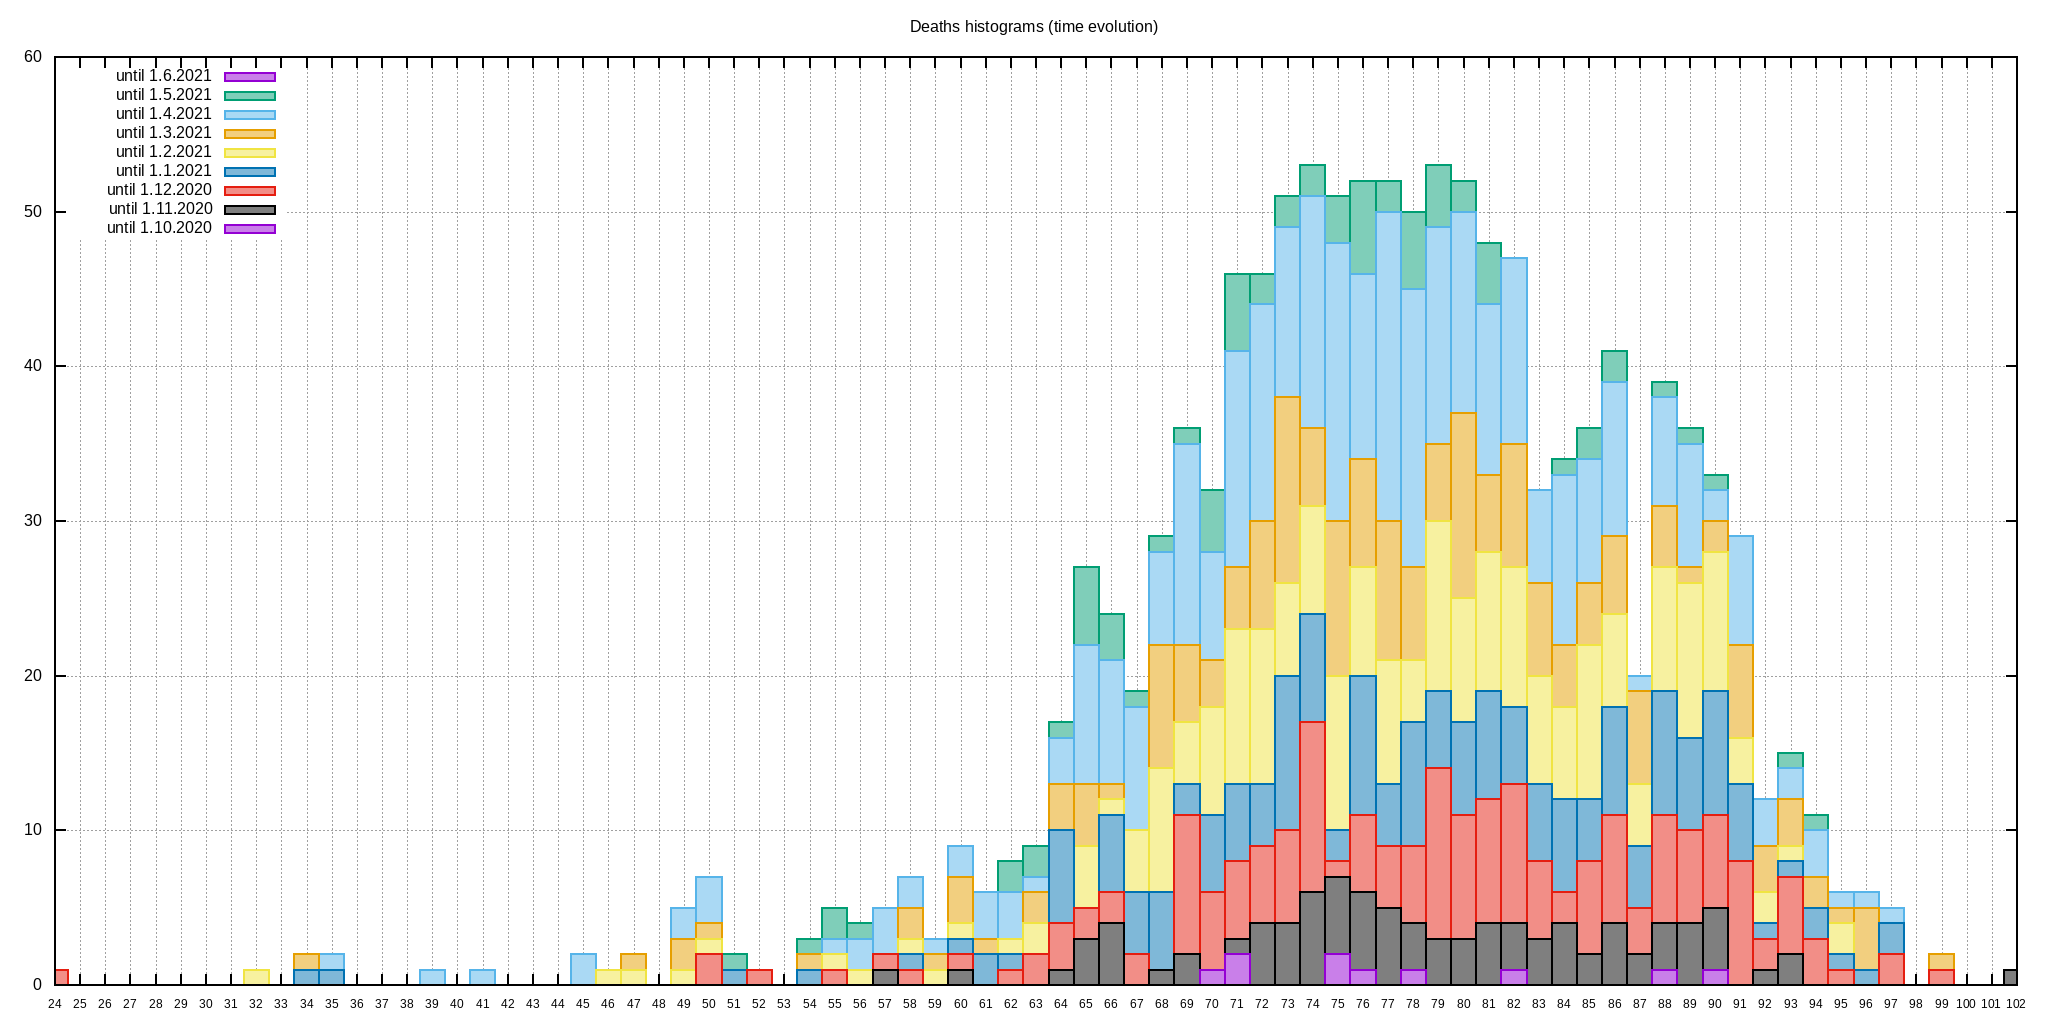 Deaths histograms (time evolution)
60
until 1.6.2021
until 1.5.2021
until 1.4.2021
until 1.3.2021
until 1.2.2021
until 1.1.2021
until 1.12.2020
until 1.11.2020
until 1.10.2020
50
40
30
20
10
0
24 25 26 27 28 29 30 31 32 33 34 35 36 37 38 39 40 41 42 43 44 45 46 47 48 49 50 51 52 53 54 55 56 57 58 59 60 61 62 63 64 65 66 67 68 69 70 71 72 73 74 75 76 77 78 79 80 81 82 83 84 85 86 87 88 89 90 91 92 93 94 95 96 97 98 99 100 101 102